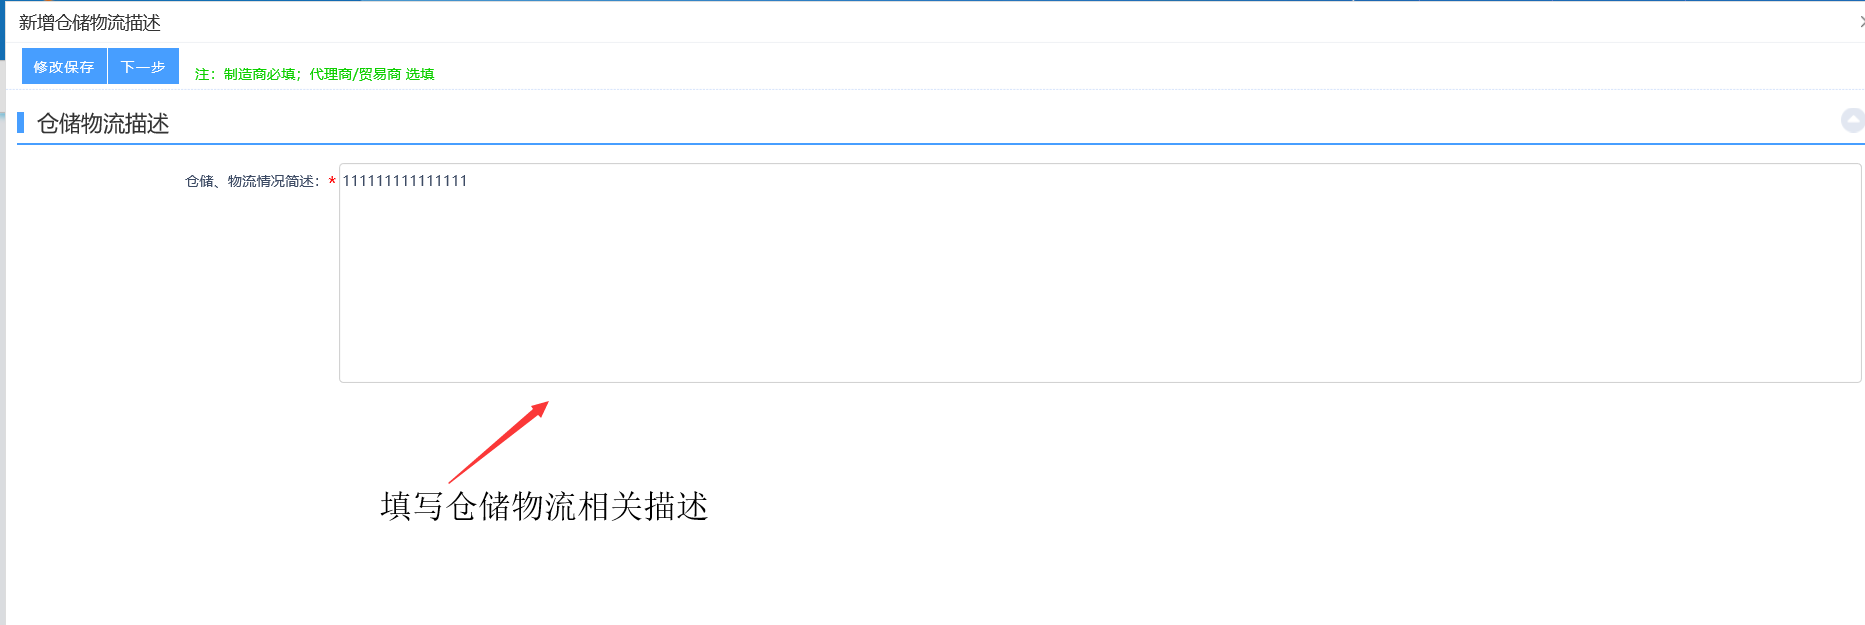 新增仓储物流描述
修改保存 下一步 注：制造商必填；代理商/贸易商 选填
仓储物流描述
仓储、物流情况简述：* 111111111111111
填写仓储物流相关描述